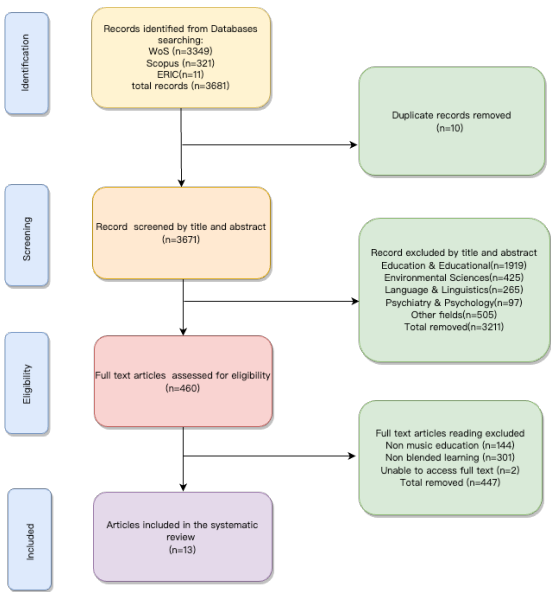 Identification
Records identified from Databases
searching:
WoS (n=3349)
Scopus (n=321)
ERIC(n=11)
total records (n=3681)
Duplicate records removed
(n=10)
Screening
Record screened by title and abstract
(n=3671)
Record excluded by title and abstract
Education & Educational(n=1919)
Environmental Sciences(n=425)
Language & Linguistics(n=265)
Psychiatry & Psychology(n=97)
Other fields(n=505)
Total removed(n=3211)
Eligibility
Full text articles assessed for eligibility
(n=460)
Full text articles reading excluded
Non music education (n=144)
Non blended learning (n=301)
Unable to access full text (n=2)
Total removed (n=447)
Included
Articles included in the systematic
review
(n=13)